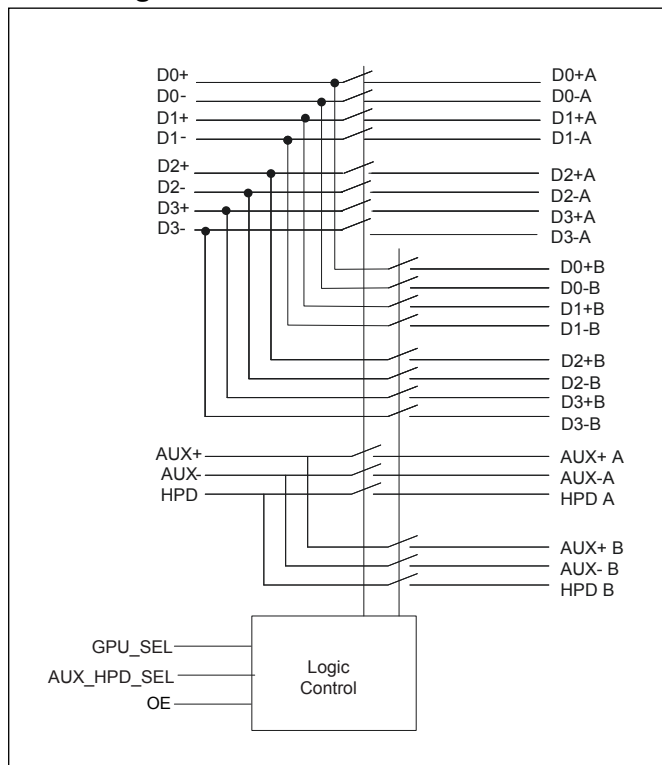 D0+ D0+A
D0- D0-A
D1+ D1+A
D1- D1-A
D2+ D2+A
D2- D2-A
D3+ D3+A
D3- D3-A
D0+B
D0-B
D1+B
D1-B
D2+B
D2-B
D3+B
D3-B
AUX+ AUX+ A
AUX- AUX-A
HPD HPD A
AUX+ B
AUX- B
HPD B
GPU_SEL
AUX_HPD_SEL
OE
Logic
Control